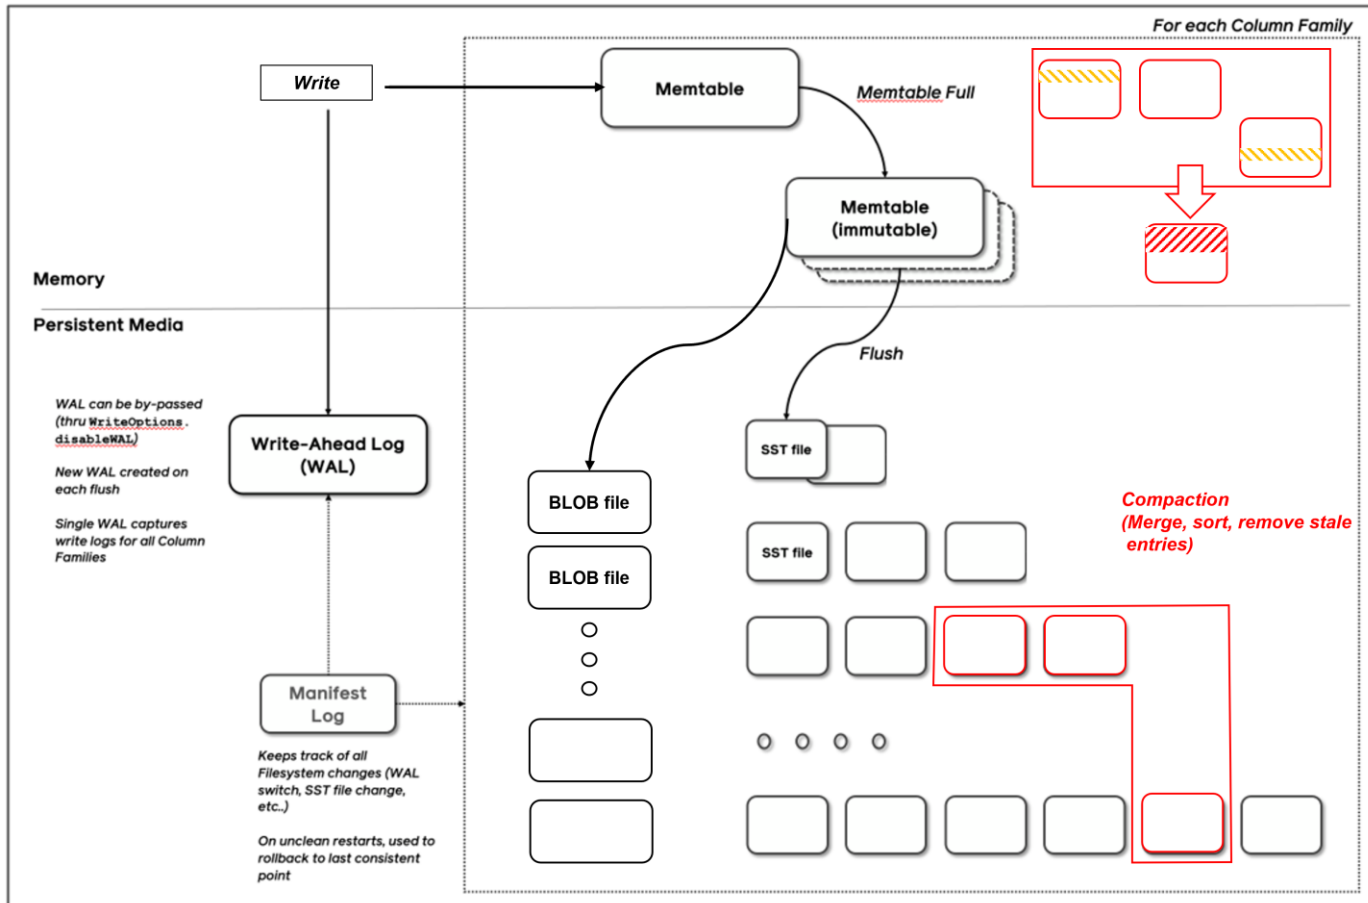 For each Column Family
Write
Memtable
Memtable Full
Memtable
(immutable)
Memory
Persistent Media
Flush
WAL can be by-passed
(thru WriteOptions.
disableWAL)
New WAL created on
each flush
Single WAL captures
write logs for all Column
Families
Write-Ahead Log
(WAL)
SST file
BLOB file
Compaction
(Merge, sort, remove stale
entries)
SST file
BLOB file
Manifest
Log
Keeps track of all
Filesystem changes (WAL
switch, SST file change,
etc..)
On unclean restarts, used to
rollback to last consistent
point